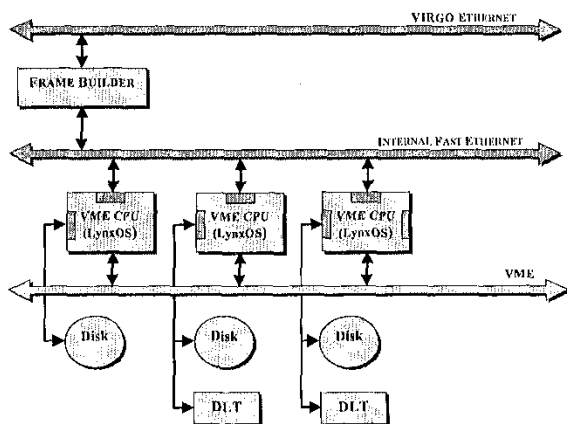 VIRGO ETHERNET
FRAME BUILDER
INTERNAL FAST ETHERNET
VME CPU
(LynxOS)
VME CPU
(LynxOS)
VME CPU
(LynxOS)
VME
Disk
Disk
Disk
DLT
DLT